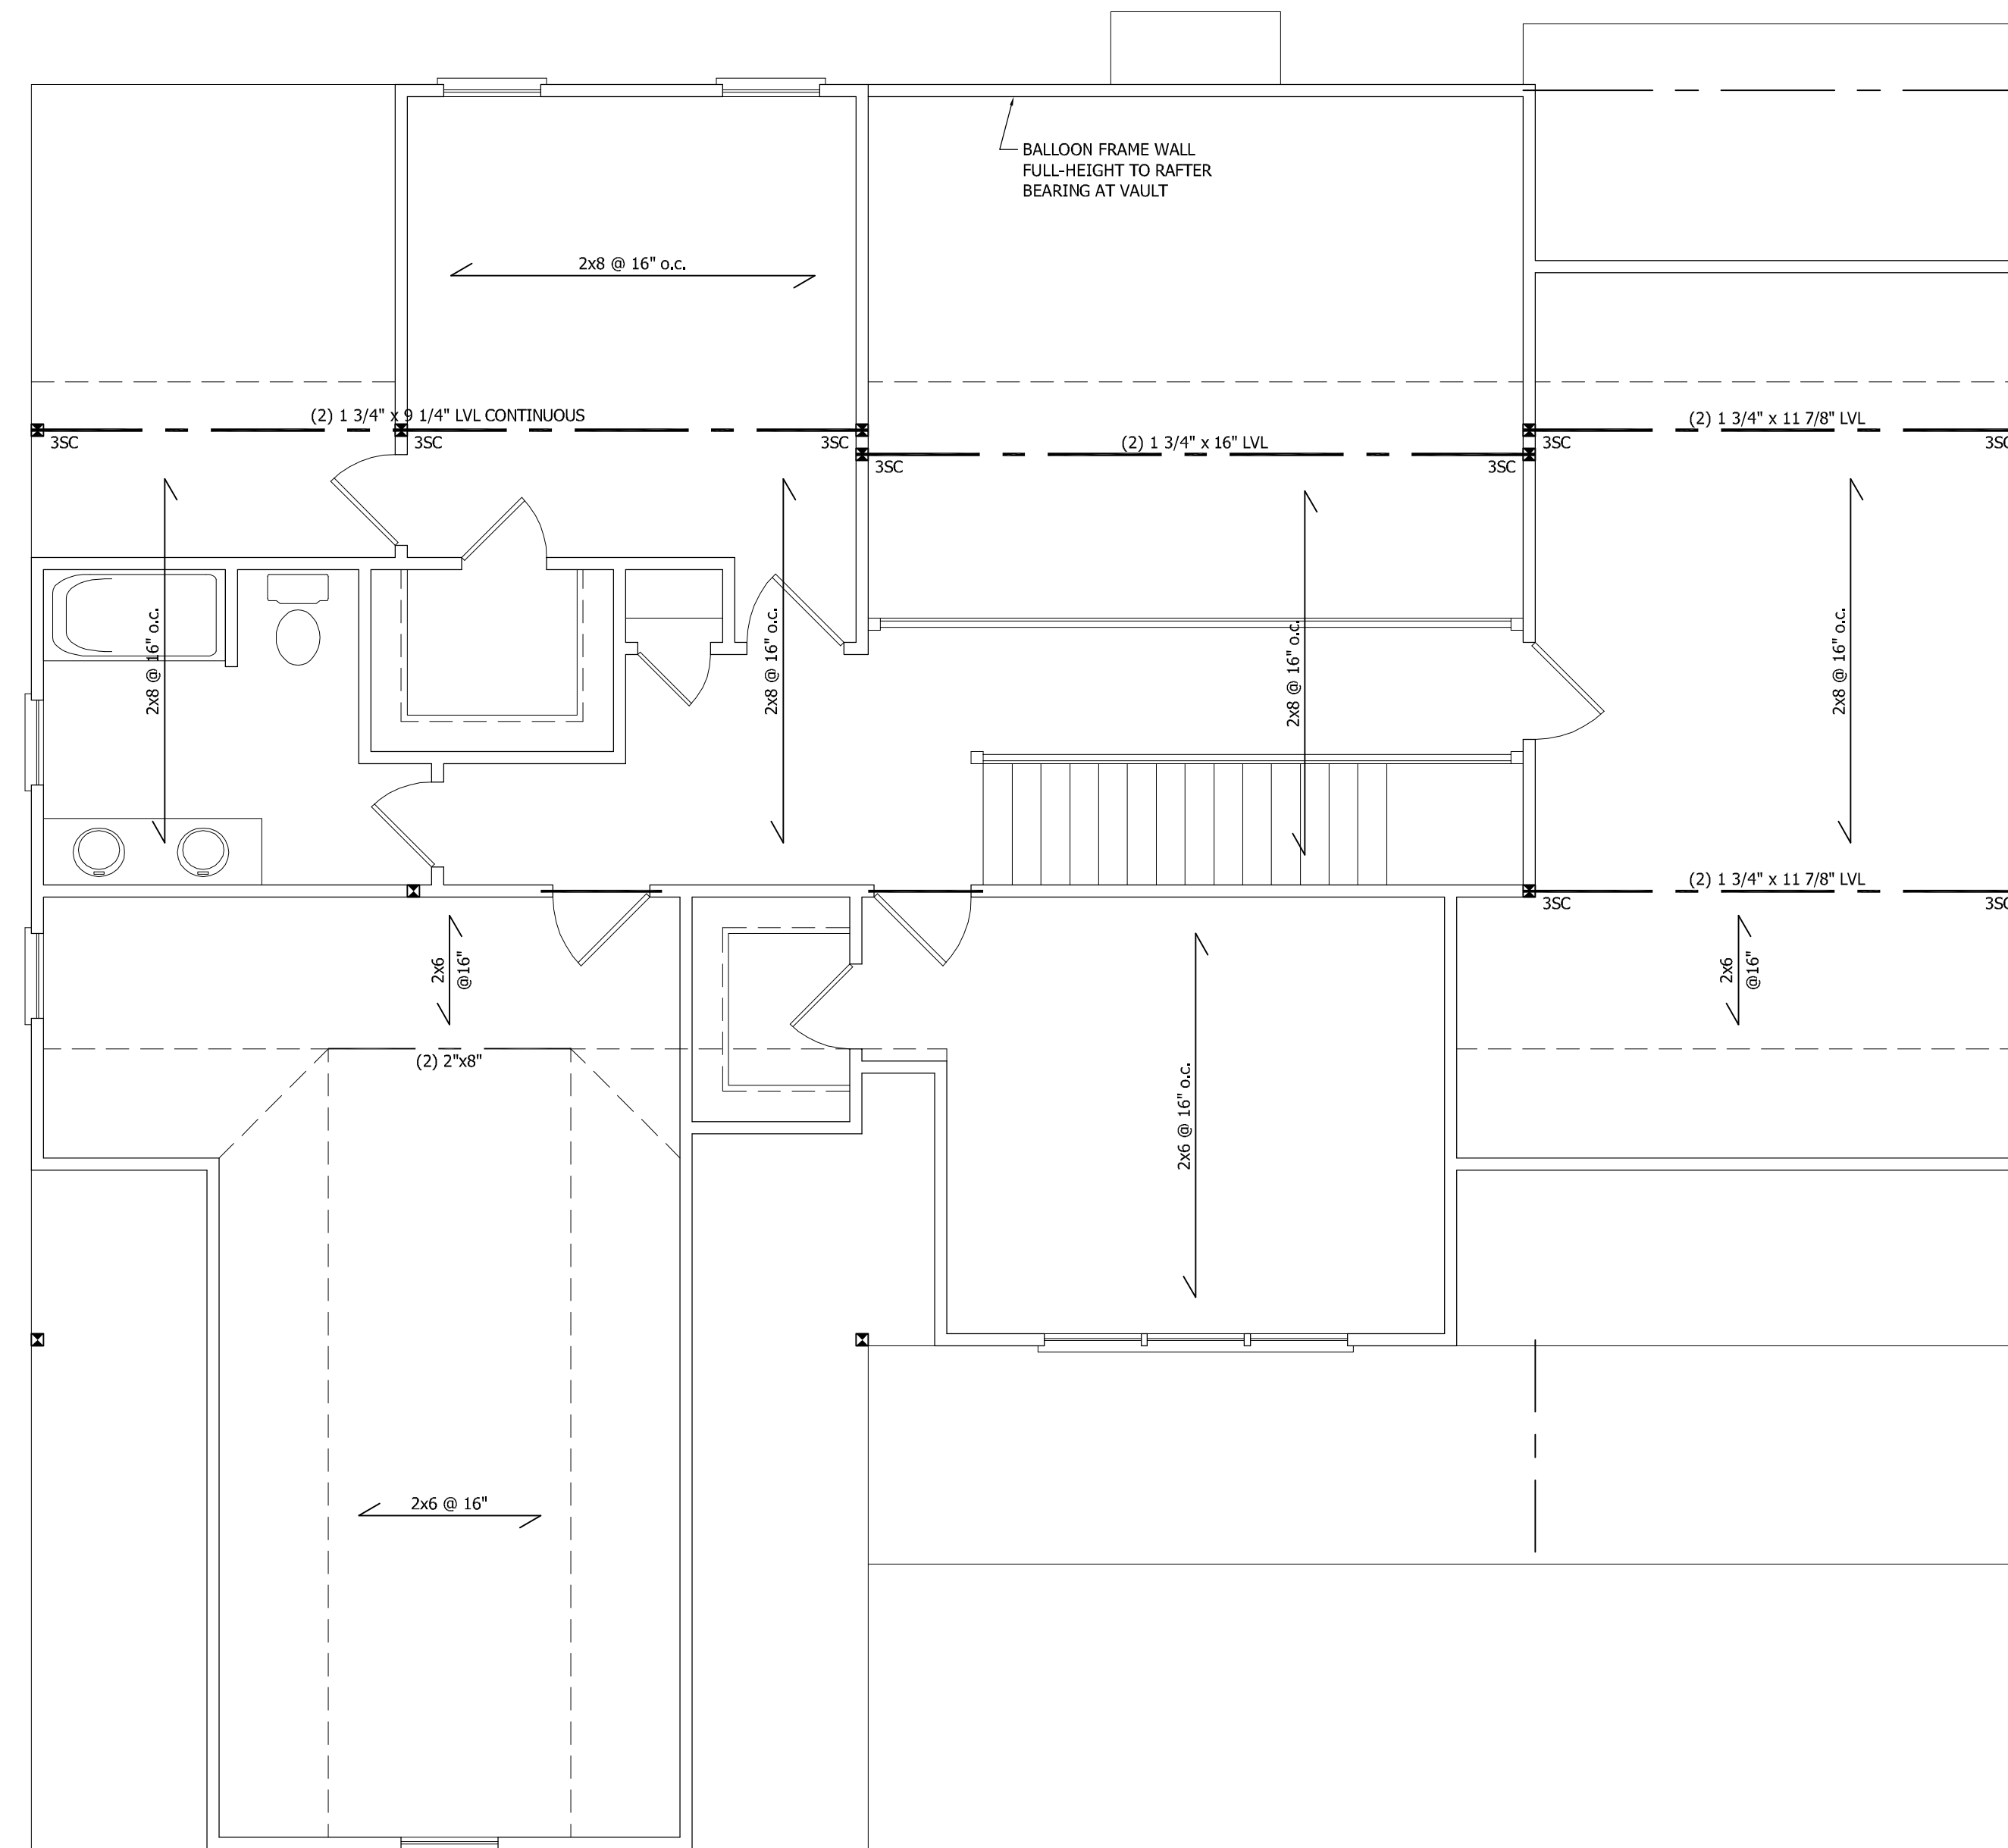 BALLOON FRAME WALL
FULL-HEIGHT TO RAFTER
BEARING AT VAULT
2x8 @ 16" o.c.
(2) 1 3/4" x 9 1/4" LVL CONTINUOUS
(2) 1 3/4" x 11 7/8" LVL
3SC
3SC
3SC
(2) 1 3/4" x 16" LVL
3SC
3SC
3SC
3SC
2x8 @ 16" o.c.
2x8 @ 16" o.c.
2x8 @ 16" o.c.
2x8 @ 16" o.c.
(2) 1 3/4" x 11 7/8" LVL
3SC
3SC
2x6
@16"
2x6
@16"
(2) 2"x8"
2x6 @ 16" o.c.
2x6 @ 16"